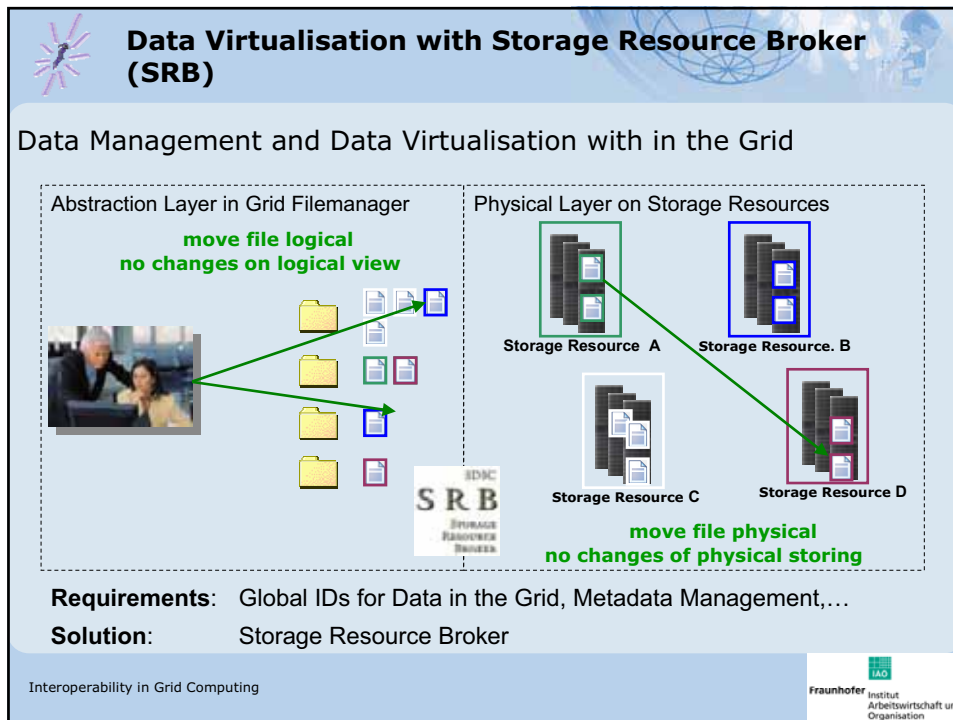 Data Virtualisation with Storage Resource Broker
(SRB)
Data Management and Data Virtualisation with in the Grid
Abstraction Layer in Grid Filemanager
move file logical
no changes on logical view
Physical Layer on Storage Resources
Storage Resource A
Storage Resource. B
Storage Resource C
Storage Resource D
SRB
STORAGE
RESOURCE
BROKER
move file physical
no changes of physical storing
Requirements: Global IDs for Data in the Grid, Metadata Management,...
Solution: Storage Resource Broker
Interoperability in Grid Computing
IAO
Fraunhofer Institut
Arbeitswirtschaft un
Organisation